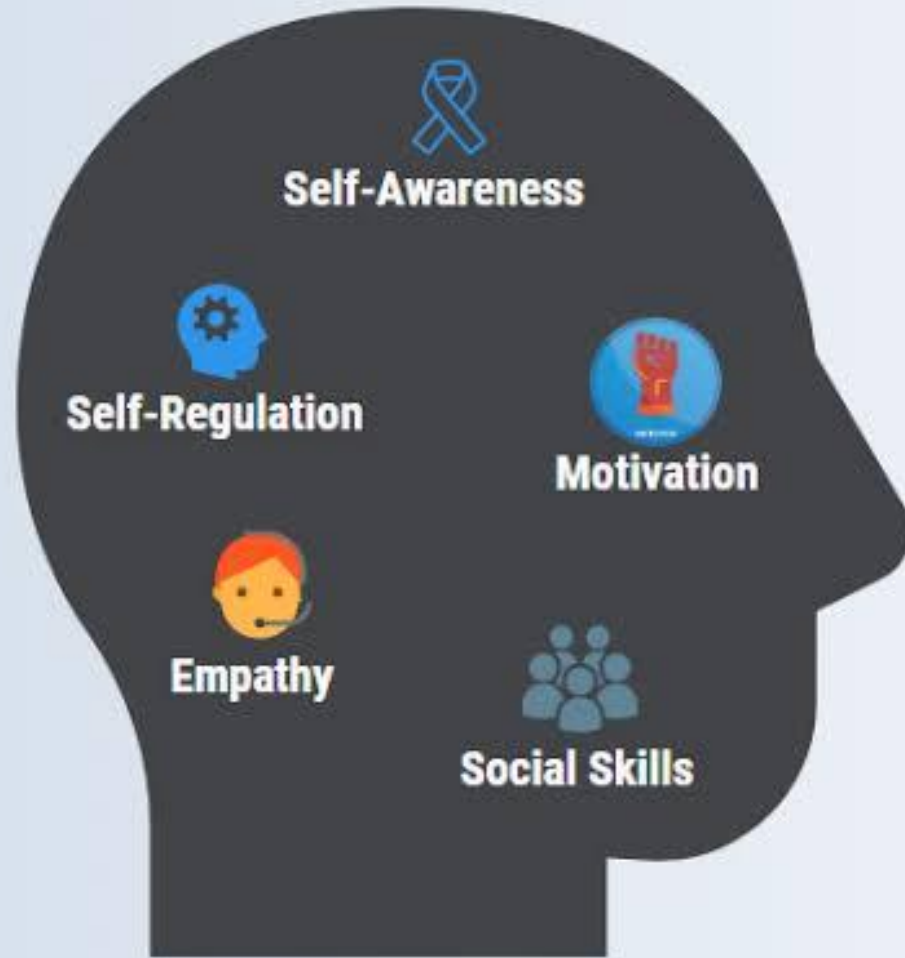 Self-Awareness
Self-Regulation
Motivation
Empathy
Social Skills